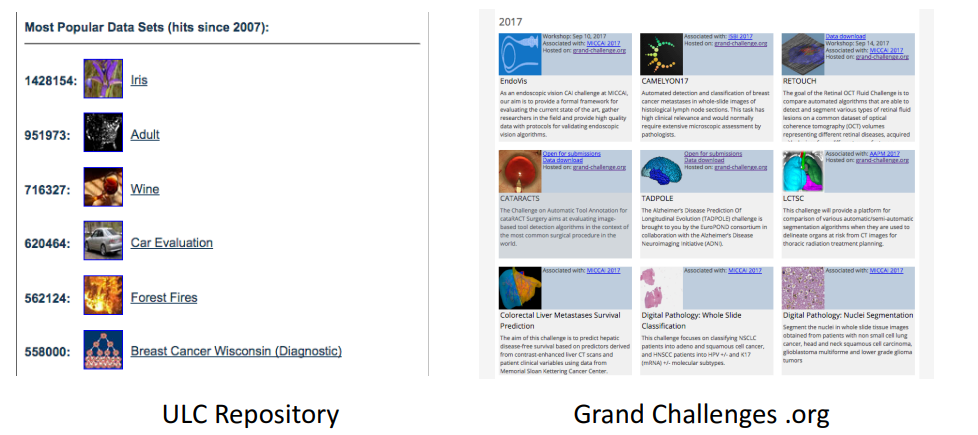 Most Popular Data Sets (hits since 2007):
1428154: Iris
951973: Adult
716327: Wine
620464: Car Evaluation
562124: Forest Fires
558000: Breast Cancer Wisconsin (Diagnostic)
ULC Repository
2017
Workshop: Sep 10, 2017
Associated with: MICCAI 2017
Hosted on: grand-challenge.org
EndoVis
As an endoscopic vision CAI challenge at MICCAI,
our aim is to provide a formal framework for
evaluating the current state of the art, gather
researchers in the field and provide high quality
data with protocols for validating endoscopic
vision algorithms.
Associated with: ISBI 2017
Hosted on: grand-challenge.org
CAMELYON17
Automated detection and classification of breast
cancer metastases in whole-slide images of
histological lymph node sections. This task has
high clinical relevance and would normally
require extensive microscopic assessment by
pathologists.
Data download
Workshop: Sep 14, 2017
Associated with: MICCAI 2017
Hosted on: grand-challenge.org
RETOUCH
The goal of the Retinal OCT Fluid Challenge is to
compare automated algorithms that are able to
detect and segment various types of retinal fluid
lesions on a common dataset of optical
coherence tomography (OCT) volumes
representing different retinal diseases, acquired
Open for submissions
Data download
Hosted on: grand-challenge.org
CATARACTS
The Challenge on Automatic Tool Annotation for
cataRACT Surgery aims at evaluating image-
based tool detection algorithms in the context of
the most common surgical procedure in the
world.
Open for submissions
Data download
Hosted on: grand-challenge.org
TADPOLE
The Alzheimer's Disease Prediction Of
Longitudinal Evolution (TADPOLE) challenge is
brought to you by the EuroPOND consortium in
collaboration with the Alzheimer's Disease
Neuroimaging Initiative (ADNI).
Associated with: AAPM 2017
Hosted on: grand-challenge.org
LCTSC
This challenge will provide a platform for
comparison of various automatic/semi-automatic
segmentation algorithms when they are used to
delineate organs at risk from CT images for
thoracic radiation treatment planning.
Associated with: MICCAI 2017
Colorectal Liver Metastases Survival
Prediction
The aim of this challenge is to predict hepatic
disease-free survival based on predictors derived
from contrast-enhanced liver CT scans and
patient clinical variables using data from
Memorial Sloan Kettering Cancer Center.
Associated with: MICCAI 2017
Digital Pathology: Whole Slide
Classification
This challenge focuses on classifying NSCLC
patients into adeno and squamous cell cancer,
and HNSCC patients into HPV +/- and K17
(mRNA) +/- molecular subtypes.
Associated with: MICCAI 2017
Digital Pathology: Nuclei Segmentation
Segment the nuclei in whole slide tissue images
obtained from patients with non small cell lung
cancer, head and neck squamous cell carcinoma,
glioblastoma multiforme and lower grade glioma
tumors
Grand Challenges .org